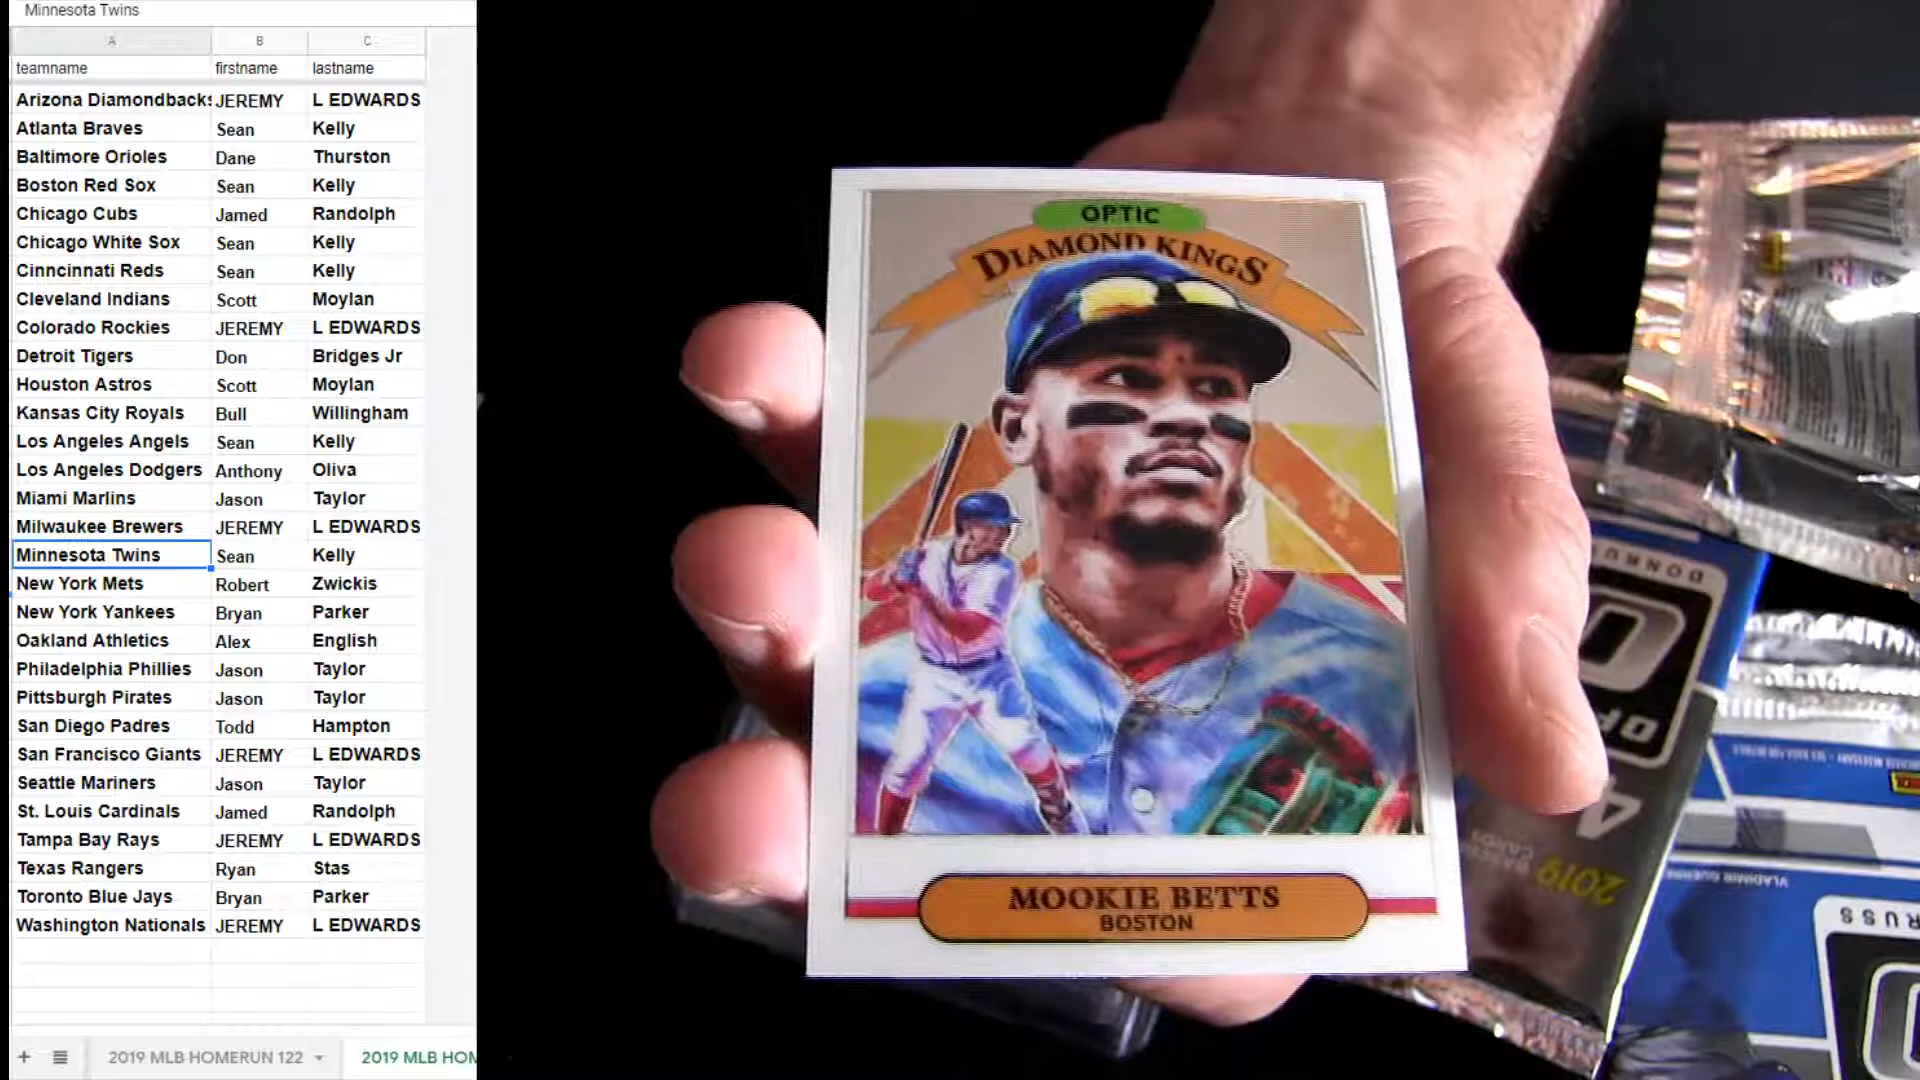 Minnesota Twins
A B C
teamname firstname lastname
Arizona Diamondbacks JEREMY L EDWARDS
Atlanta Braves Sean Kelly
Baltimore Orioles Dane Thurston
Boston Red Sox Sean Kelly
Chicago Cubs Jamed Randolph
Chicago White Sox Sean Kelly
Cinncinnati Reds Sean Kelly
Cleveland Indians Scott Moylan
Colorado Rockies JEREMY L EDWARDS
Detroit Tigers Don Bridges Jr
Houston Astros Scott Moylan
Kansas City Royals Bull Willingham
Los Angeles Angels Sean Kelly
Los Angeles Dodgers Anthony Oliva
Miami Marlins Jason Taylor
Milwaukee Brewers JEREMY L EDWARDS
Minnesota Twins Sean Kelly
New York Mets Robert Zwickis
New York Yankees Bryan Parker
Oakland Athletics Alex English
Philadelphia Phillies Jason Taylor
Pittsburgh Pirates Jason Taylor
San Diego Padres Todd Hampton
San Francisco Giants JEREMY L EDWARDS
Seattle Mariners Jason Taylor
St. Louis Cardinals Jamed Randolph
Tampa Bay Rays JEREMY L EDWARDS
Texas Rangers Ryan Stas
Toronto Blue Jays Bryan Parker
Washington Nationals JEREMY L EDWARDS
2019 MLB HOMERUN 122 2019 MLB HOM
OPTIC
DIAMOND KINGS
MOOKIE BETTS
BOSTON
4
2019
VLADIMIR